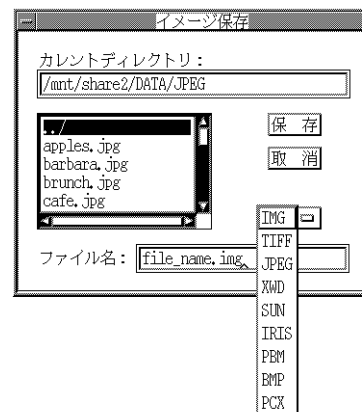 イメージ保存
カレントディレクトリ：
/mnt/share2/DATA/JPEG
../
apples.jpg
barbara.jpg
brunch.jpg
cafe.jpg
保 存
取 消
ファイル名：
file_name.img
IMG
TIFF
JPEG
XWD
SUN
IRIS
PBM
BMP
PCX